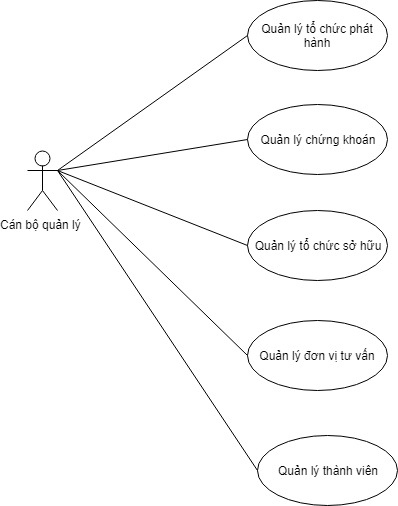 Quản lý tổ chức phát
hành
Quản lý chứng khoán
Cán bộ quản lý
Quản lý tổ chức sở hữu
Quản lý đơn vị tư vấn
Quản lý thành viên